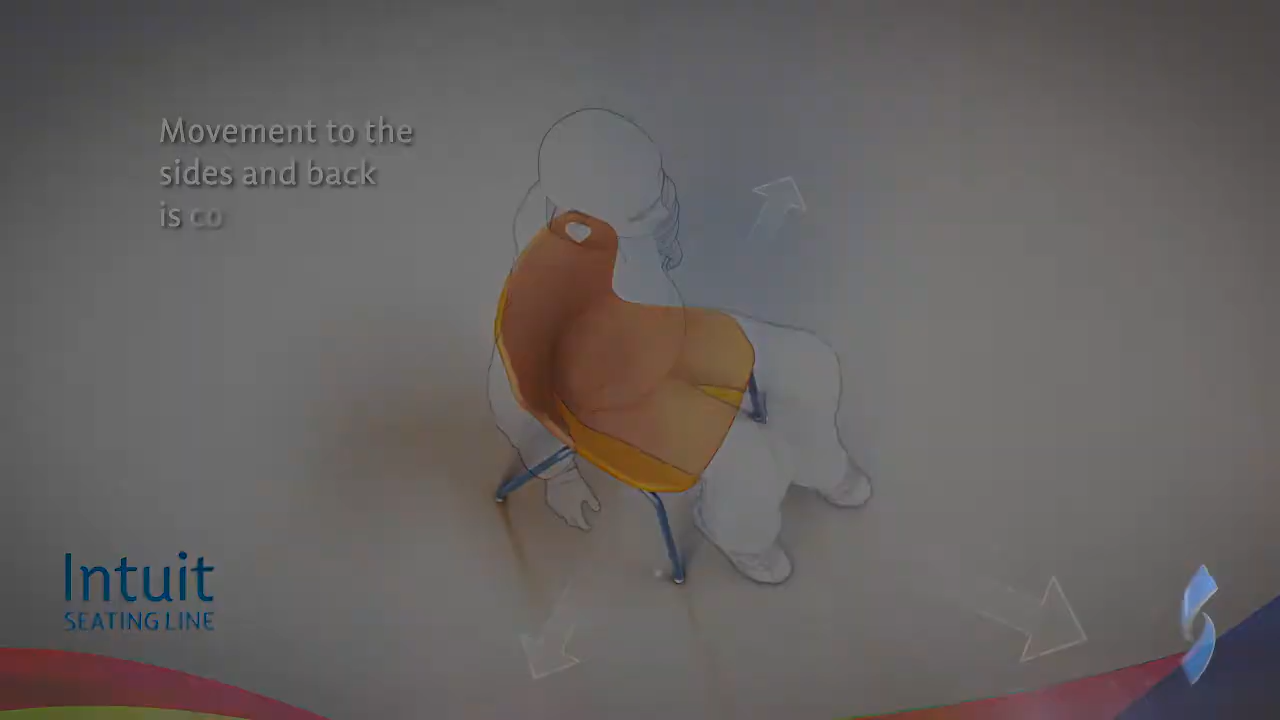 Movement to the
sides and back
is co
Intuit
SEATING LINE